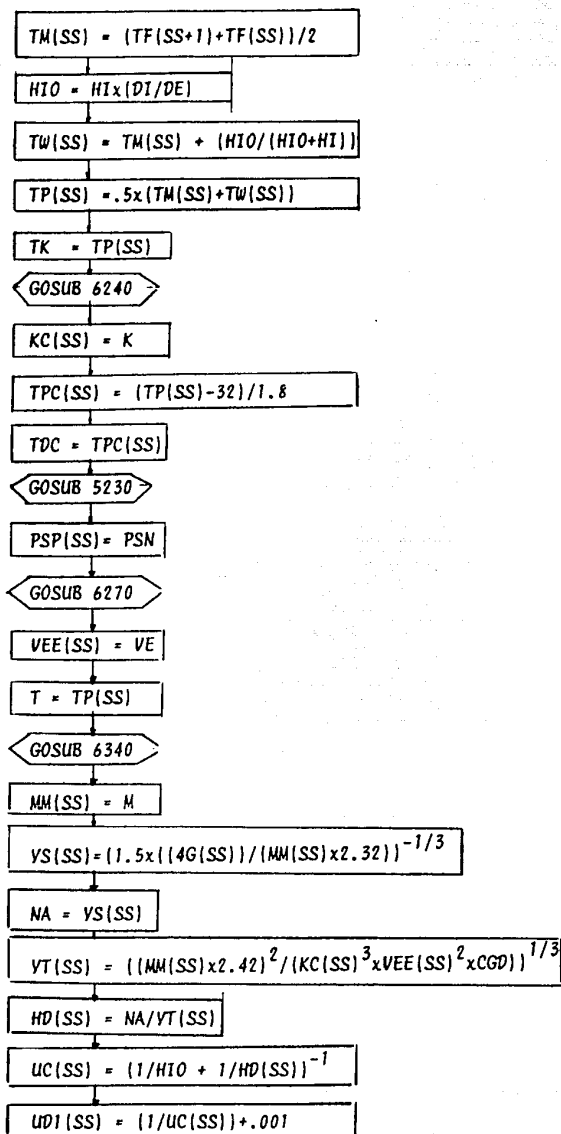 TM(SS) = (TF(SS+1)+TF(SS))/2
HIO = HIx(DI/DE)
TW(SS) = TM(SS) + (HIO/(HIO+HI))
TP(SS) =.5x(TM(SS)+TW(SS))
TK = TP(SS)
GOSUB 6240
KC(SS) = K
TPC(SS) = (TP(SS)-32)/1.8
TDC = TPC(SS)
GOSUB 5230
PSP(SS)= PSN
GOSUB 6270
VEE(SS) = VE
T = TP(SS)
GOSUB 6340
MM(SS) = M
YS(SS)=(1.5x((4G(SS))/(MM(SS)x2.32))^-1/3
NA = YS(SS)
YT(SS) = ((MM(SS)x2.42)^2/(KC(SS)^3xVEE(SS)^2xCGD))^1/3
HD(SS) = NA/YT(SS)
UC(SS) = (1/HIO + 1/HD(SS))^-1
UD1(SS) = (1/UC(SS))+.001